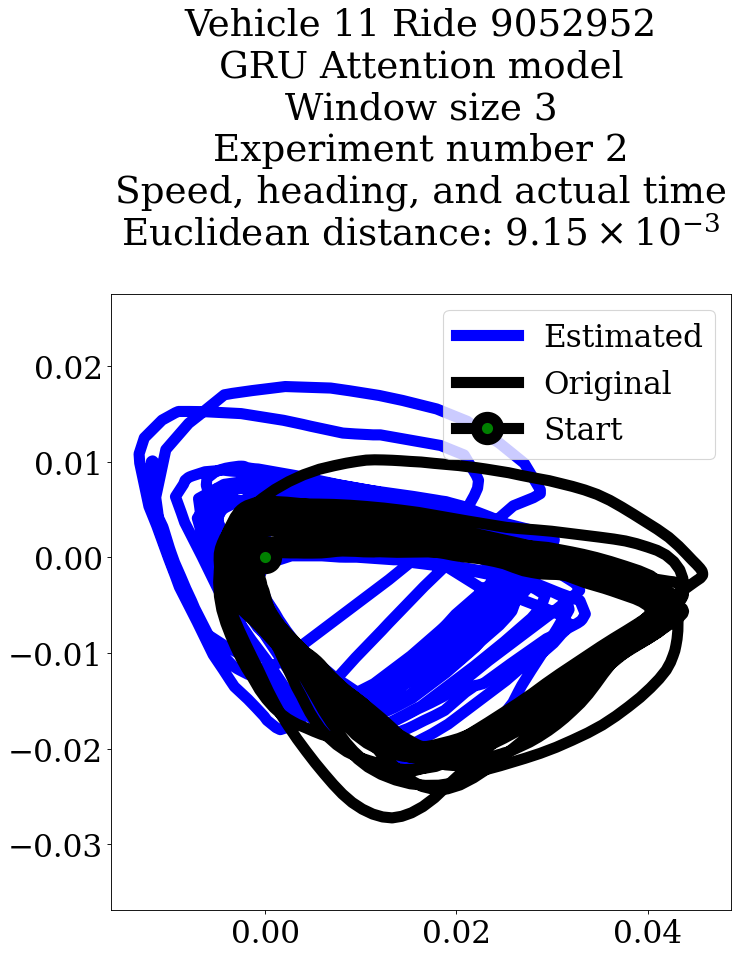 Vehicle 11 Ride 9052952
GRU Attention model
Window size 3
Experiment number 2
Speed, heading, and actual time
Euclidean distance: 9.15 × 10⁻³
Estimated
Original
Start
0.02
0.01
0.00
−0.01
−0.02
−0.03
0.00 0.02 0.04